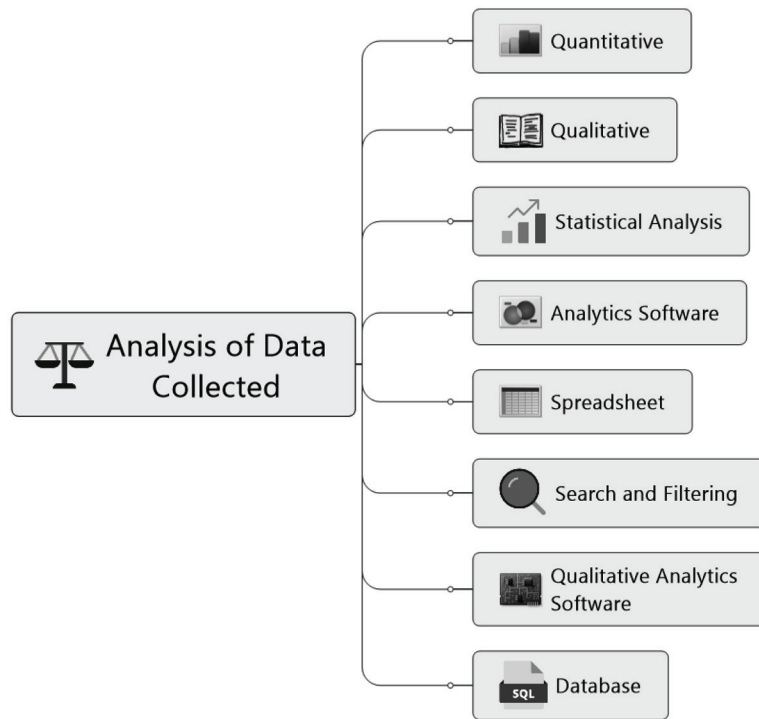 Quantitative
Qualitative
Statistical Analysis
Analysis of Data
Collected
Analytics Software
Spreadsheet
Search and Filtering
Qualitative Analytics
Software
SQL
Database